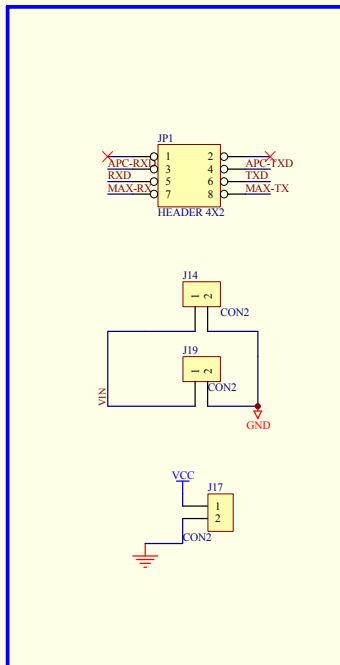 JP1
1 2
APC-RXD 3 4 APC-TXD
RXD 5 6 TXD
MAX-RX 7 8 MAX-TX
HEADER 4X2
J14
1 2
CON2
J19
1 2
CON2
VIN
GND
VCC
J17
1
2
CON2